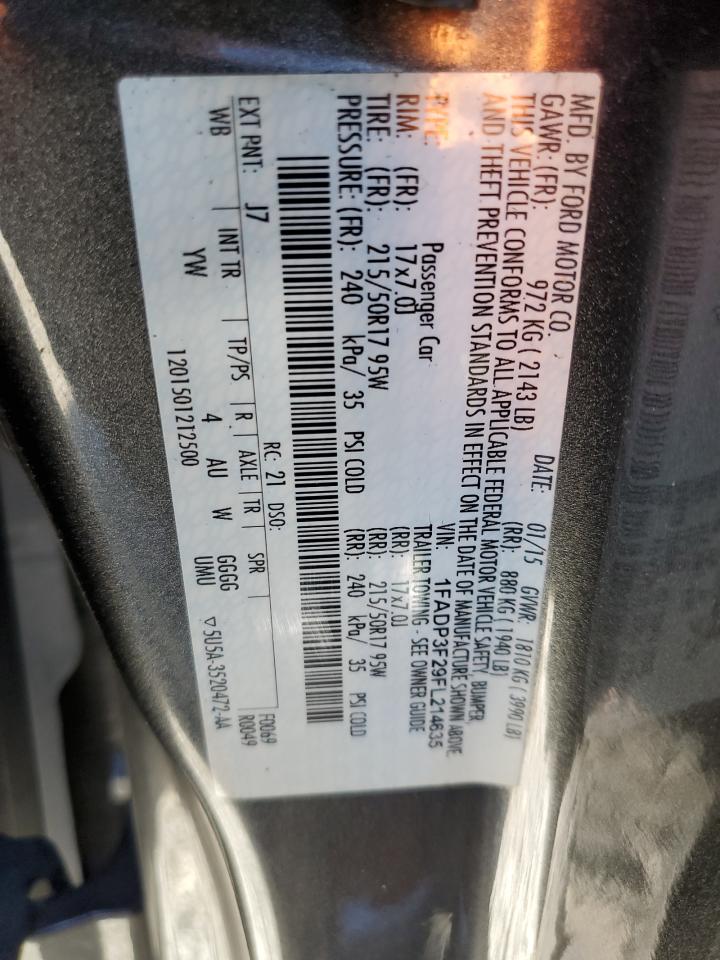 MFD. BY FORD MOTOR CO.
DATE: 01/15 GVWR: 1810 KG ( 3990 LB)
GAWR: (FR): 972 KG ( 2143 LB) (RR): 880 KG ( 1940 LB)
THIS VEHICLE CONFORMS TO ALL APPLICABLE FEDERAL MOTOR VEHICLE SAFETY, BUMPER
AND THEFT PREVENTION STANDARDS IN EFFECT ON THE DATE OF MANUFACTURE SHOWN ABOVE.
VIN: 1FADP3F29FL214635
TYPE: Passenger Car TRAILER TOWING - SEE OWNER GUIDE
RIM: (FR): 17x7.0J (RR): 17x7.0J
TIRE: (FR): 215/50R17 95W (RR): 215/50R17 95W
PRESSURE: (FR): 240 kPa/ 35 PSI COLD (RR): 240 kPa/ 35 PSI COLD
F0069
R0049
EXT PNT: J7 RC: 21 DSO:
WB INT TR TP/PS R AXLE TR SPR
YW 4 AU W GGGG
UMU
1201501212500 ▽5U5A-3520472-AA